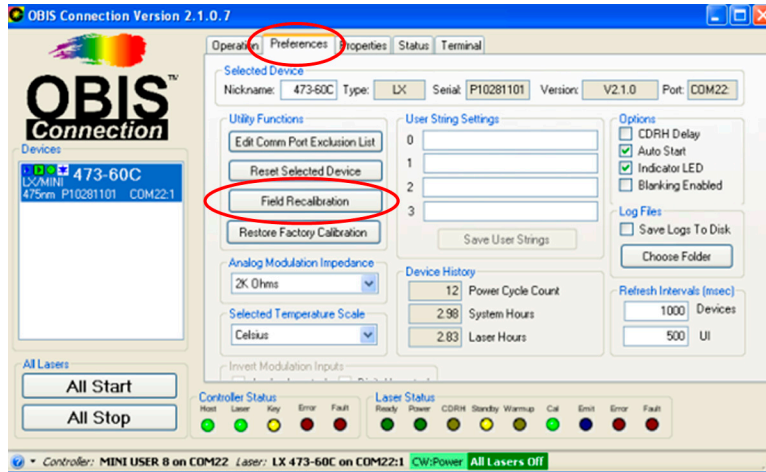 OBIS Connection Version 2.1.0.7
OBIS™
Connection
Devices
473-60C
LX/MINI
475nm P10281101 COM22:1
All Lasers
All Start
All Stop
Operation Preferences Properties Status Terminal
Selected Device
Nickname: 473-60C Type: LX Serial: P10281101 Version: V2.1.0 Port: COM22:
Utility Functions
Edit Comm Port Exclusion List
Reset Selected Device
Field Recalibration
Restore Factory Calibration
Analog Modulation Impedance
2K Ohms
Selected Temperature Scale
Celsius
Invert Modulation Inputs
User String Settings
0
1
2
3
Save User Strings
Device History
12 Power Cycle Count
2.98 System Hours
2.83 Laser Hours
Options
CDRH Delay
Auto Start
Indicator LED
Blanking Enabled
Log Files
Save Logs To Disk
Choose Folder
Refresh Intervals (msec)
1000 Devices
500 UI
Controller Status
Host Laser Key Error Fault
Laser Status
Ready Power CDRH Standby Warmup Cal Emit Error Fault
Controller: MINI USER 8 on COM22 Laser: LX 473-60C on COM22:1 CW:Power All Lasers Off